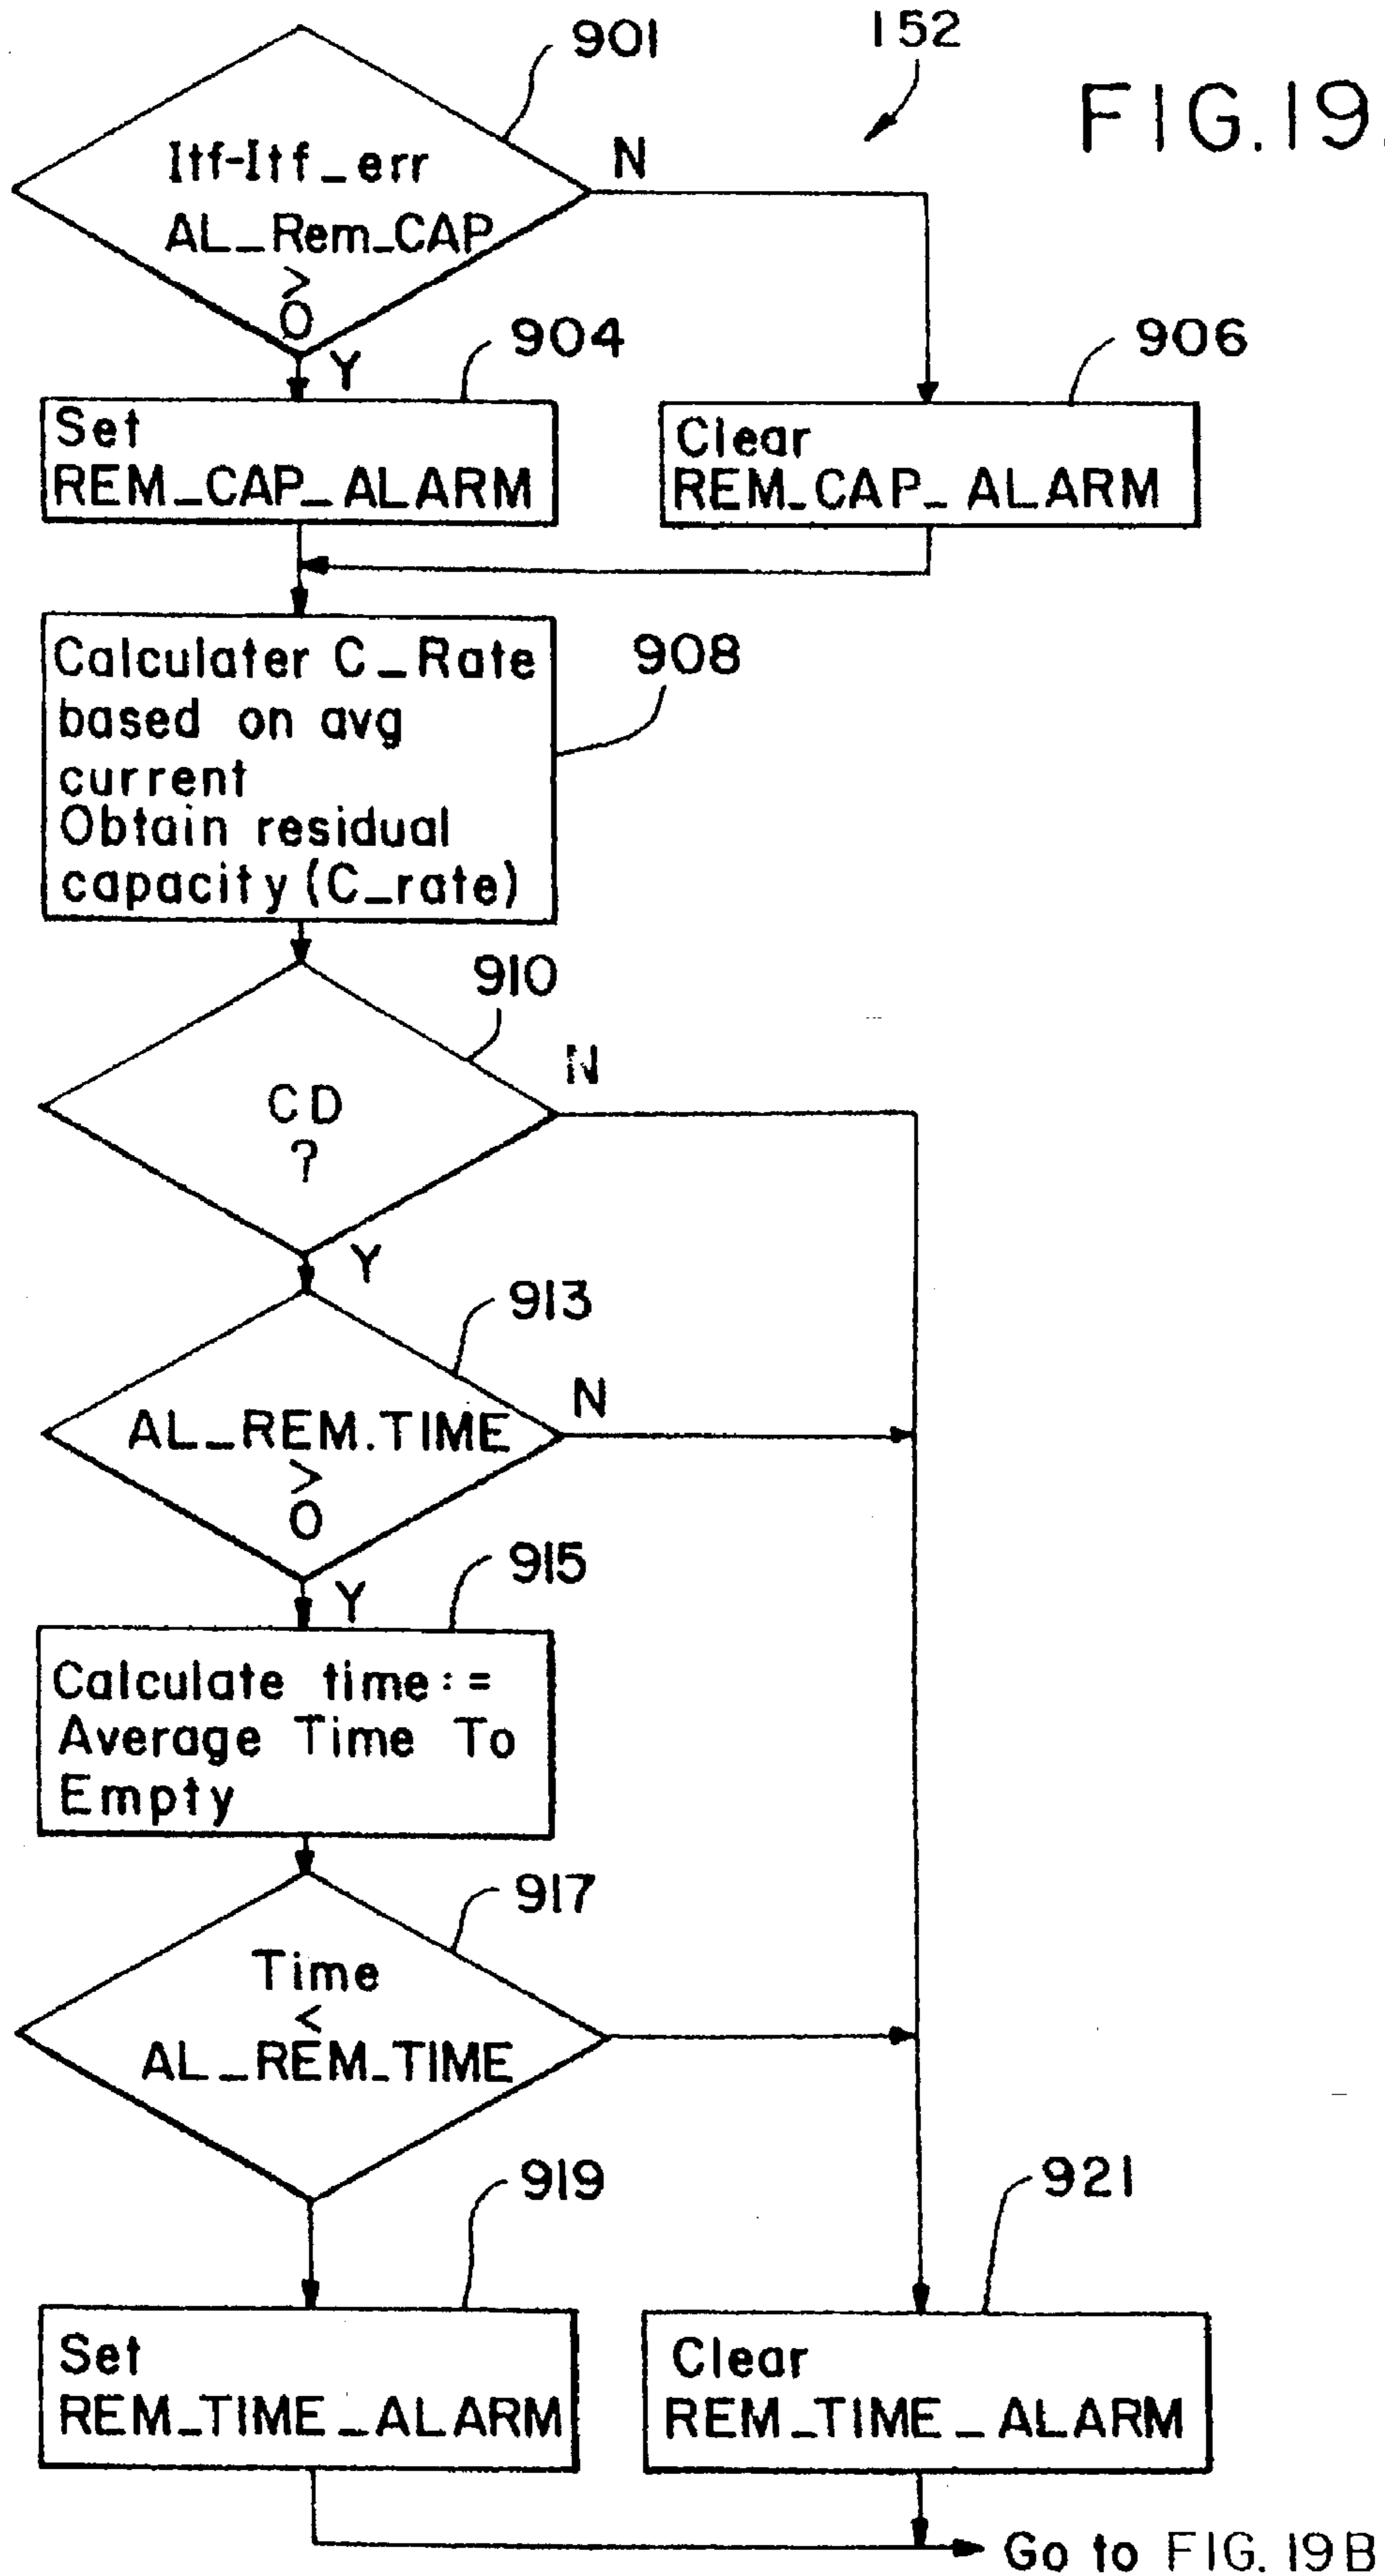 901
152
FIG.19.
Itf-Itf_err
AL_Rem_CAP
>
0
N
Y
904
906
Set
REM_CAP_ALARM
Clear
REM_CAP_ALARM
Calculater C_Rate
based on avg
current
Obtain residual
capacity (C_rate)
908
910
CD
?
N
Y
913
AL_REM.TIME
>
0
N
Y
915
Calculate time:=
Average Time To
Empty
917
Time
<
AL_REM_TIME
919
921
Set
REM_TIME_ALARM
Clear
REM_TIME_ALARM
Go to FIG. 19B